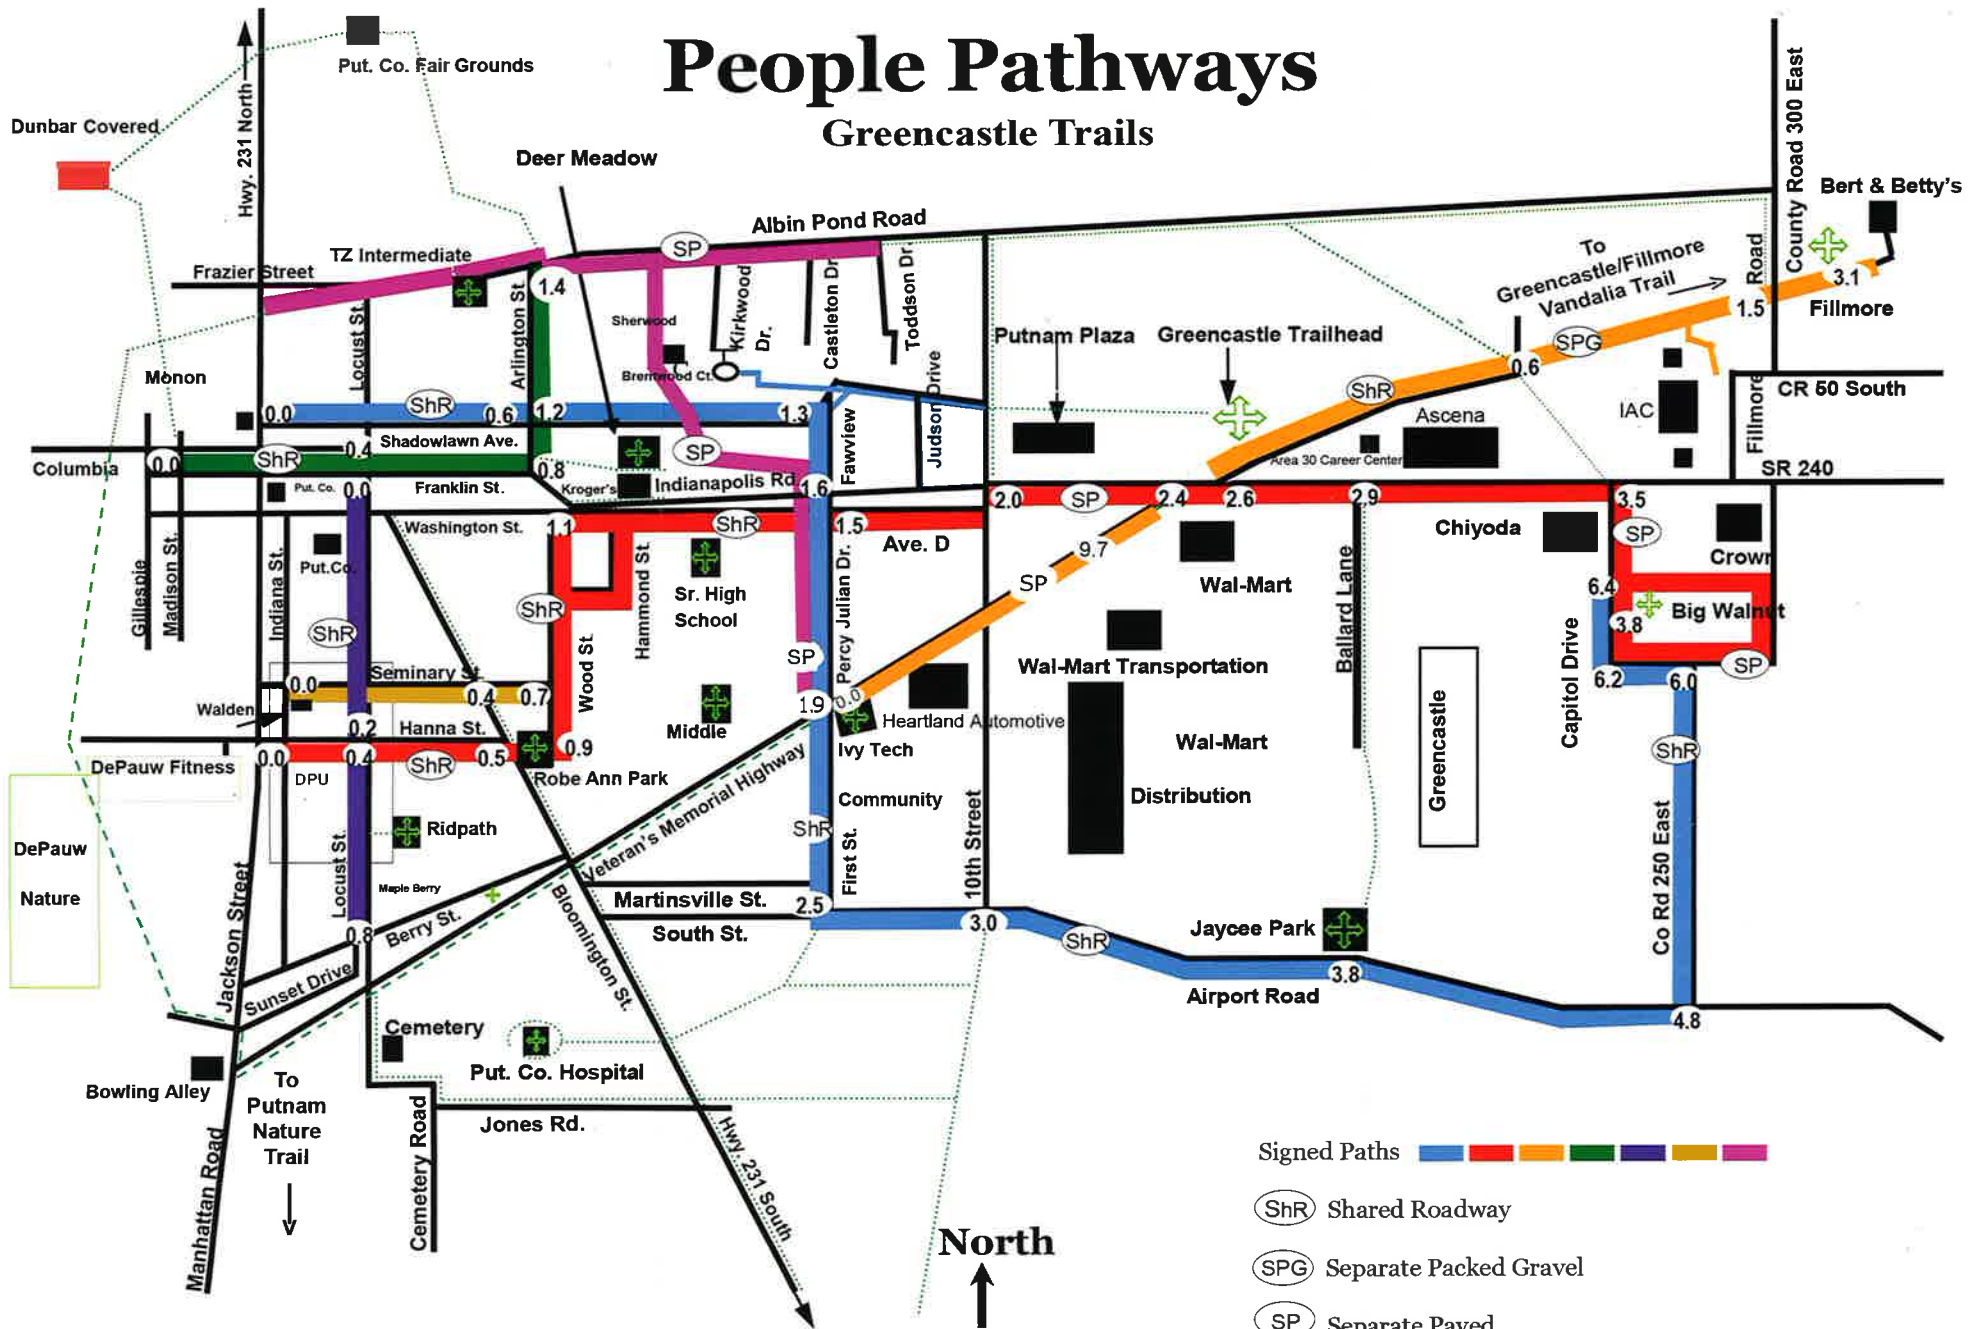 People Pathways
Greencastle Trails
Put. Co. Fair Grounds
Hwy. 231 North
Dunbar Covered
Deer Meadow
Albin Pond Road
County Road 300 East
Bert & Betty's
TZ Intermediate
Frazier Street
SP
1.4
Arlington St.
Locust St.
Sherwood
Kirkwood
Dr.
Castleton Dr.
Toddson Dr.
To
Greencastle/Fillmore
Vandalia Trail
Road
3.1
1.5
Fillmore
Putnam Plaza
Greencastle Trailhead
SPG
0.6
Monon
Brentwood Ct.
Judson Drive
ShR
IAC
Fillmore
CR 50 South
0.0
ShR
0.6
1.2
1.3
Fawview
Ascena
Shadowlawn Ave.
Columbia
0.0
ShR
0.4
0.8
SP
Area 30 Career Center
SR 240
Put. Co.
0.0
Franklin St.
Kroger's
Indianapolis Rd
1.6
2.0
SP
2.4
2.6
2.9
3.5
Washington St.
1.1
ShR
1.5
Ave. D
Chiyoda
SP
Crown
Gillespie
Madison St.
Indiana St.
Put.Co.
Hammond St.
Sr. High
School
Percy Julian Dr.
9.7
SP
Wal-Mart
Ballard Lane
6.4
3.8
Big Walnut
ShR
ShR
Wood St.
SP
Wal-Mart Transportation
Capitol Drive
6.2
6.0
SP
Seminary St.
0.0
0.4
0.7
Walden
0.2
Hanna St.
Middle
1.9
0.0
Heartland Automotive
Ivy Tech
Wal-Mart
Greencastle
ShR
DePauw Fitness
0.0
0.4
ShR
0.5
0.9
DPU
Robe Ann Park
Veteran's Memorial Highway
Community
Distribution
DePauw
Nature
Ridpath
Locust St.
ShR
First St.
10th Street
Co Rd 250 East
Maple Berry
Jackson Street
0.8
Berry St.
Bloomington St.
Martinsville St.
2.5
South St.
3.0
ShR
Jaycee Park
3.8
Airport Road
4.8
Sunset Drive
Cemetery
Bowling Alley
To
Putnam
Nature
Trail
Put. Co. Hospital
Jones Rd.
Manhattan Road
Cemetery Road
Hwy. 231 South
North
Signed Paths
ShR Shared Roadway
SPG Separate Packed Gravel
SP Separate Paved